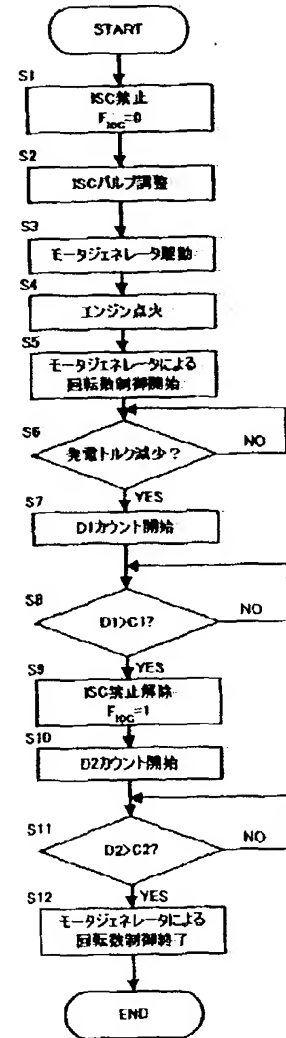 START
S1
ISC禁止
F_IDC=0
S2
ISCバルブ調整
S3
モータジェネレータ駆動
S4
エンジン点火
S5
モータジェネレータによる
回転数制御開始
S6
発電トルク減少？
NO
YES
S7
D1カウント開始
S8
D1>C1?
NO
YES
S9
ISC禁止解除
F_IDC=1
S10
D2カウント開始
S11
D2>C2?
NO
YES
S12
モータジェネレータによる
回転数制御終了
END